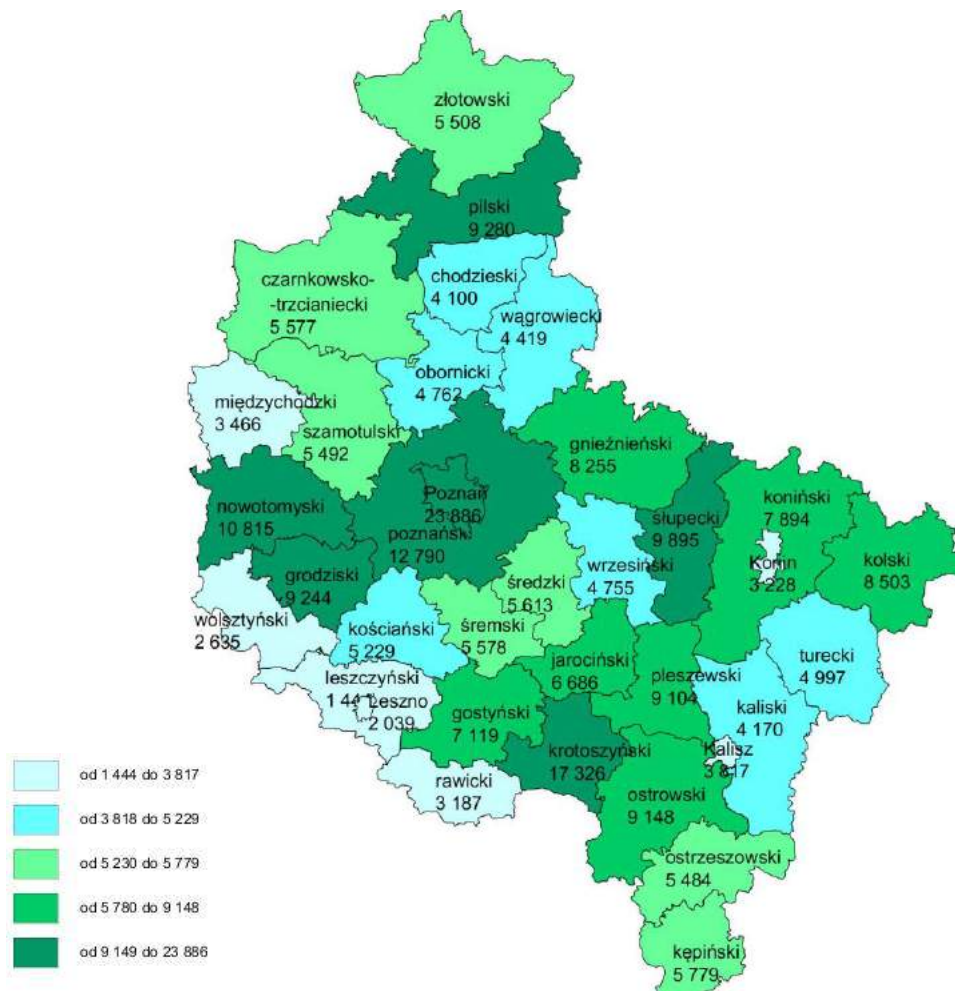 złotowski
5 508
pilski
9 280
czarnkowsko-
-trzcianiecki
5 577
chodzieski
4 100
wągrowiecki
4 419
obornicki
4 762
międzychodzki
3 466
szamotulski
5 492
gnieźnieński
8 255
nowotomyski
10 815
Poznań
23 886
poznański
12 790
słupecki
9 895
koniński
7 894
Konin
3 228
kolski
8 503
grodziski
9 244
wrzesiński
4 755
średzki
5 613
wolsztyński
2 635
kościański
5 229
śremski
5 578
jarociński
6 686
pleszewski
9 104
turecki
4 997
leszczyński
1 444
Leszno
2 039
gostyński
7 119
kaliski
4 170
Kalisz
3 817
krotoszyński
17 326
rawicki
3 187
ostrowski
9 148
ostrzeszowski
5 484
kępiński
5 779
od 1 444 do 3 817
od 3 818 do 5 229
od 5 230 do 5 779
od 5 780 do 9 148
od 9 149 do 23 886